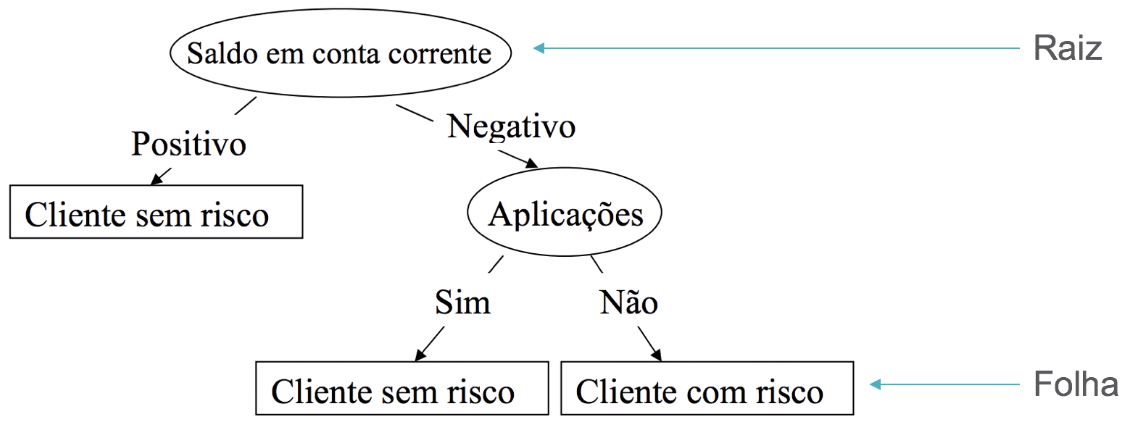 Saldo em conta corrente
Raiz
Positivo
Negativo
Cliente sem risco
Aplicações
Sim
Não
Cliente sem risco
Cliente com risco
Folha